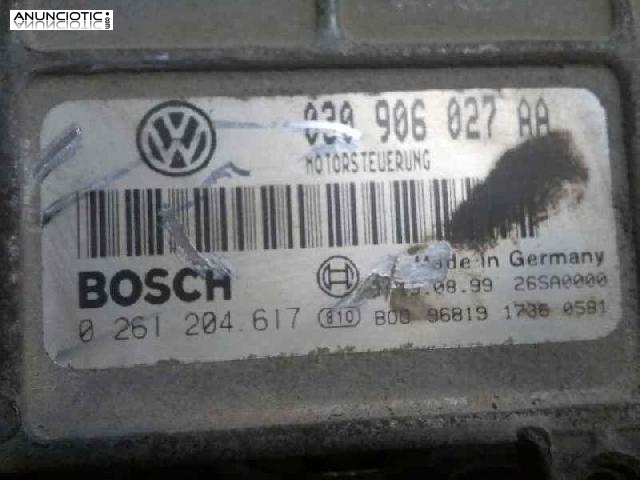 ANUNCIOTIC
.com
030 906 027 AA
MOTORSTEUERUNG
Made in Germany
BOSCH
.08.99 26SA0000
0 261 204.617 810 B00 96819 1736 0581